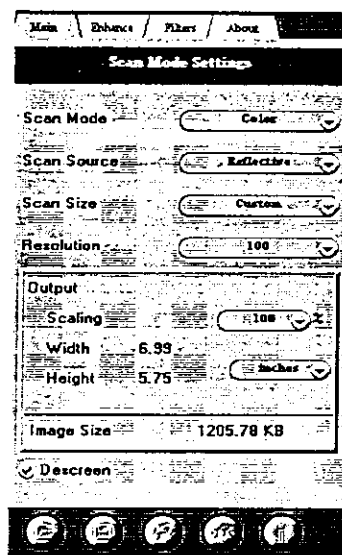 Main Enhance Filters About
Scan Mode Settings
Scan Mode Color
Scan Source Reflective
Scan Size Custom
Resolution 100
Output
Scaling 100 %
Width 6.99
Height 5.75 inches
Image Size 1205.78 KB
Descreen